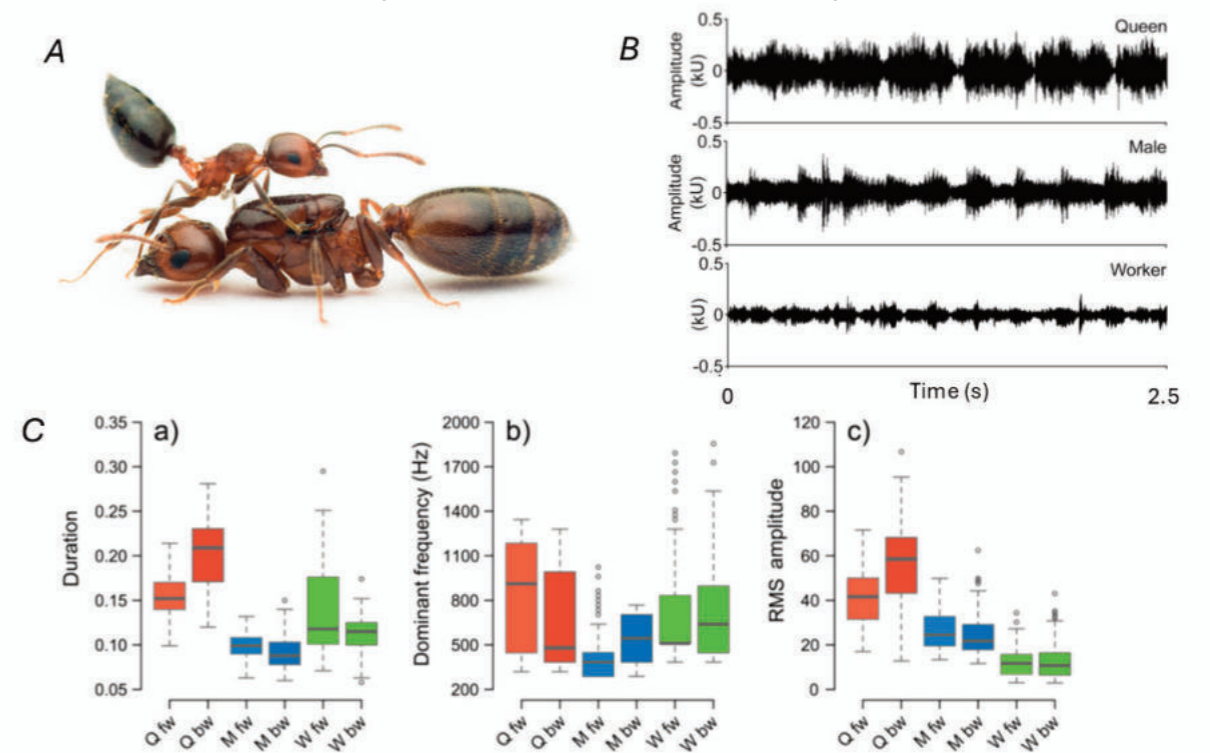 A
B
Queen
Amplitude
(kU)
0.5
0
-0.5
Male
Amplitude
(kU)
0.5
0
-0.5
Worker
(kU)
0.5
0
-0.5
0
Time (s)
2.5
C
a)
Duration
0.35
0.30
0.25
0.20
0.15
0.10
0.05
Q fw
Q bw
M fw
M bw
W fw
W bw
b)
Dominant frequency (Hz)
2000
1700
1400
1100
800
500
200
Q fw
Q bw
M fw
M bw
W fw
W bw
c)
RMS amplitude
120
100
80
60
40
20
0
Q fw
Q bw
M fw
M bw
W fw
W bw